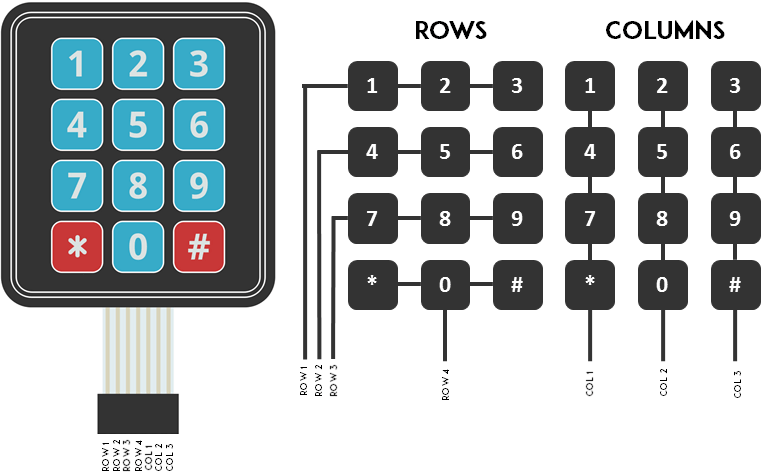 1 2 3
4 5 6
7 8 9
* 0 #
ROW 1
ROW 2
ROW 3
ROW 4
COL 1
COL 2
COL 3
ROWS
1 2 3
4 5 6
7 8 9
* 0 #
ROW 1
ROW 2
ROW 3
ROW 4
COLUMNS
1 2 3
4 5 6
7 8 9
* 0 #
COL 1
COL 2
COL 3